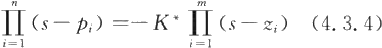 ∏_{i=1}^{n}(s-p_i)=-K*∏_{i=1}^{m}(s-z_i) (4.3.4)